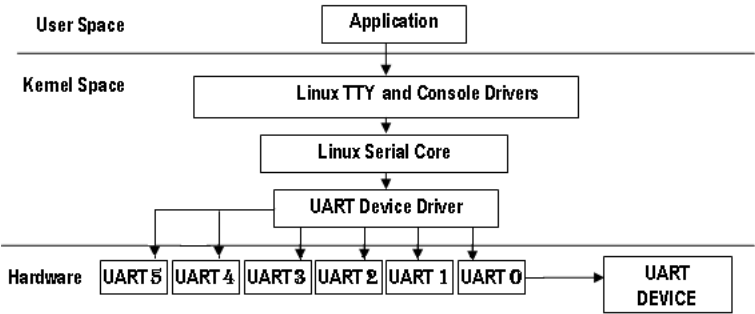 User Space
Application
Kernel Space
Linux TTY and Console Drivers
Linux Serial Core
UART Device Driver
Hardware
UART 5
UART 4
UART 3
UART 2
UART 1
UART 0
UART
DEVICE